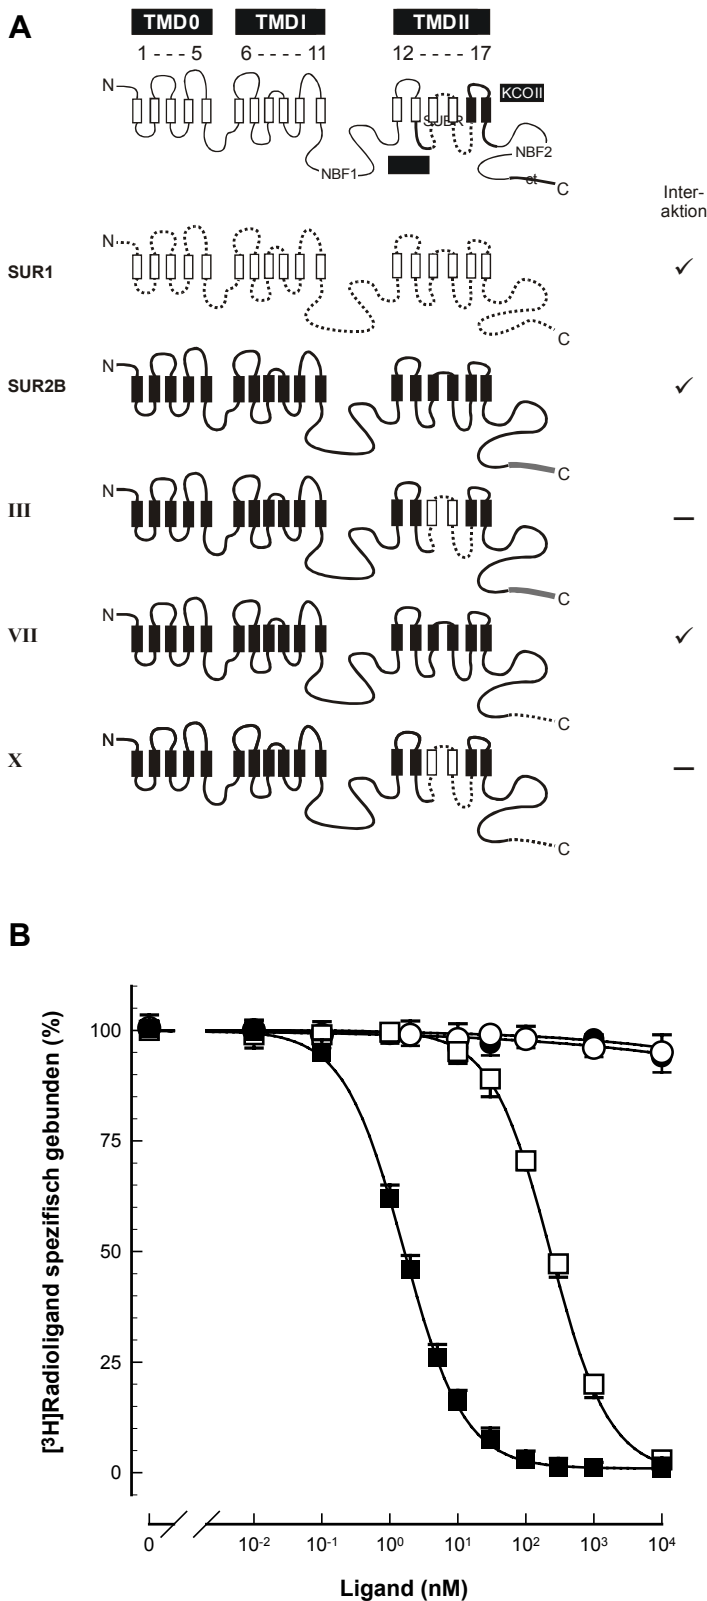 A
TMD0 TMDI TMDII
1 - - - 5 6 - - - - 11 12 - - - - 17
N
KCOII
NBF1
NBF2
ct
C
Inter-
aktion
N
SUR1 ✓
C
N
SUR2B ✓
C
N
III –
C
N
VII ✓
C
N
X –
C
B
[³H]Radioligand spezifisch gebunden (%)
100
75
50
25
0
0 10⁻² 10⁻¹ 10⁰ 10¹ 10² 10³ 10⁴
Ligand (nM)